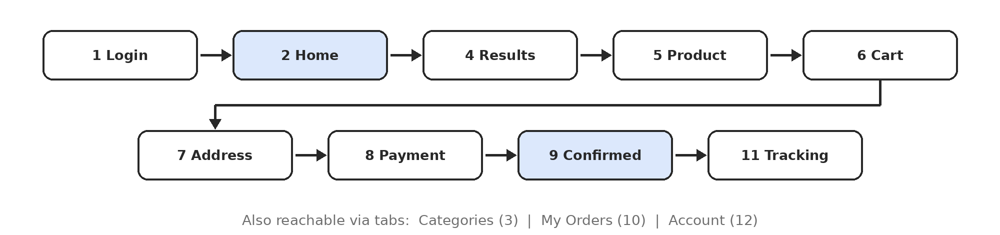 1 Login
2 Home
4 Results
5 Product
6 Cart
7 Address
8 Payment
9 Confirmed
11 Tracking
Also reachable via tabs:  Categories (3)  |  My Orders (10)  |  Account (12)